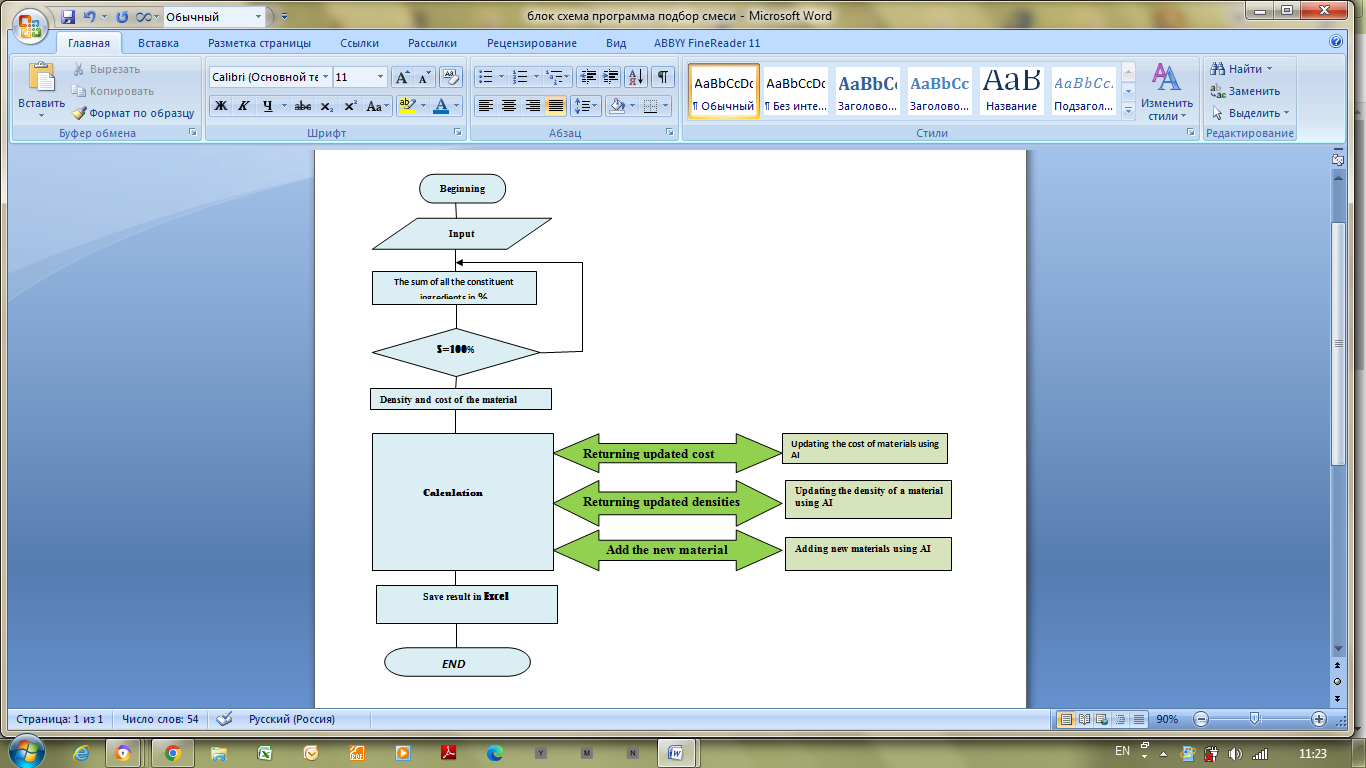 Обычный
блок схема программа подбор смеси - Microsoft Word
Главная Вставка Разметка страницы Ссылки Рассылки Рецензирование Вид ABBYY FineReader 11
Вставить
Вырезать
Копировать
Формат по образцу
Буфер обмена
Calibri (Основной те 11
Ж К Ч abc x₂ x² Aa
Шрифт
Абзац
AaBbCcDc AaBbCcDc AaBbC AaBbCc AaB AaBbCc.
¶ Обычный ¶ Без инте... Заголово... Заголово... Название Подзагол...
Изменить
стили
Стили
Найти
Заменить
Выделить
Редактирование
Beginning
Input
The sum of all the constituent
ingredients in %
S=100%
Density and cost of the material
Calculation
Returning updated cost
Updating the cost of materials using
AI
Returning updated densities
Updating the density of a material
using AI
Add the new material
Adding new materials using AI
Save result in Excel
END
Страница: 1 из 1 Число слов: 54 Русский (Россия) 90%
Y M N
EN 11:23